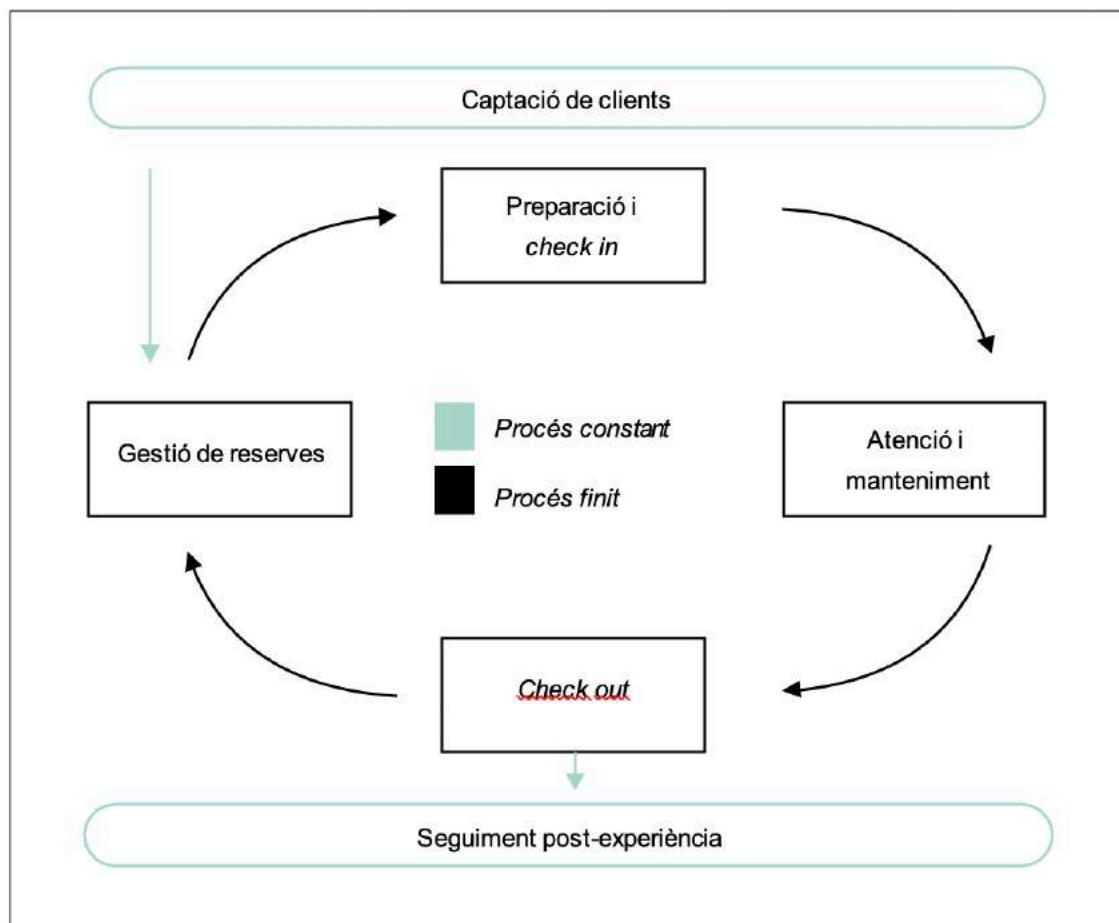 Captació de clients
Preparació i
check in
Gestió de reserves
Procés constant
Procés finit
Atenció i
manteniment
Check out
Seguiment post-experiència